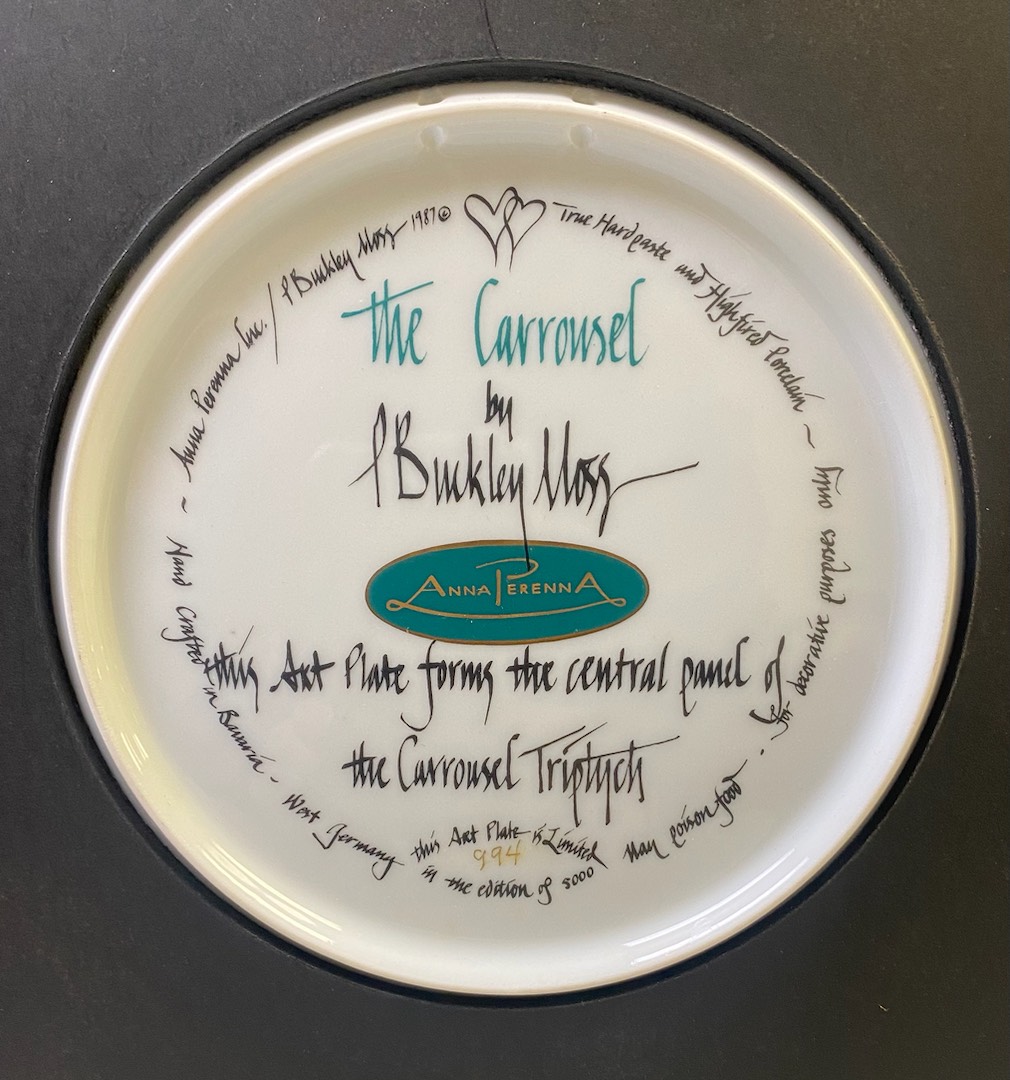 the Carrousel
by
P Buckley Moss
ANNA PERENNA
this Art Plate forms the central panel of
the Carrousel Triptych
this Art Plate is Limited
994
in the edition of 5000
True Hardpaste and Highfired Porcelain ~ for decorative purposes only . May poison food
Hand Crafted in Bavaria - West Germany
~ Anna Perenna Inc. / P Buckley Moss 1987 ©